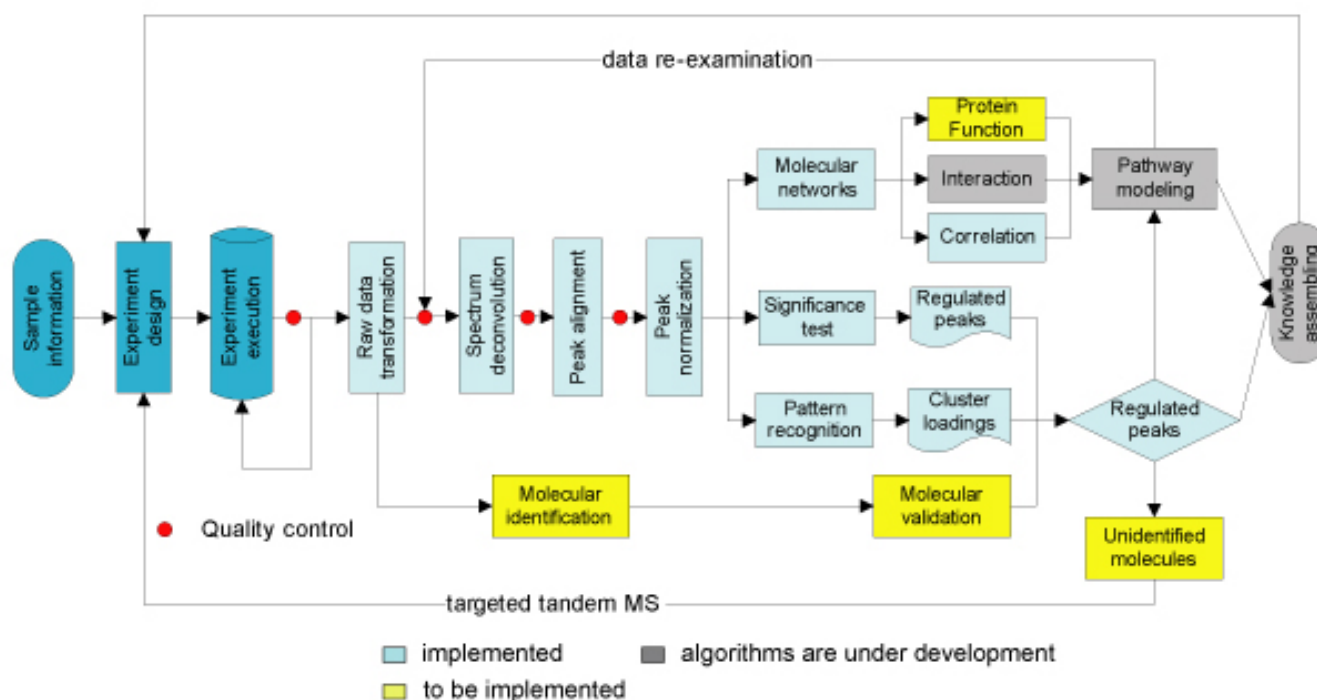 data re-examination
Protein
Function
Molecular
networks
Interaction
Pathway
modeling
Correlation
Sample
information
Experiment
design
Experiment
execution
Raw data
transformation
Spectrum
deconvolution
Peak alignment
Peak
normalization
Significance
test
Regulated
peaks
Knowledge
assembling
Pattern
recognition
Cluster
loadings
Regulated
peaks
Molecular
identification
Molecular
validation
Quality control
Unidentified
molecules
targeted tandem MS
implemented
algorithms are under development
to be implemented